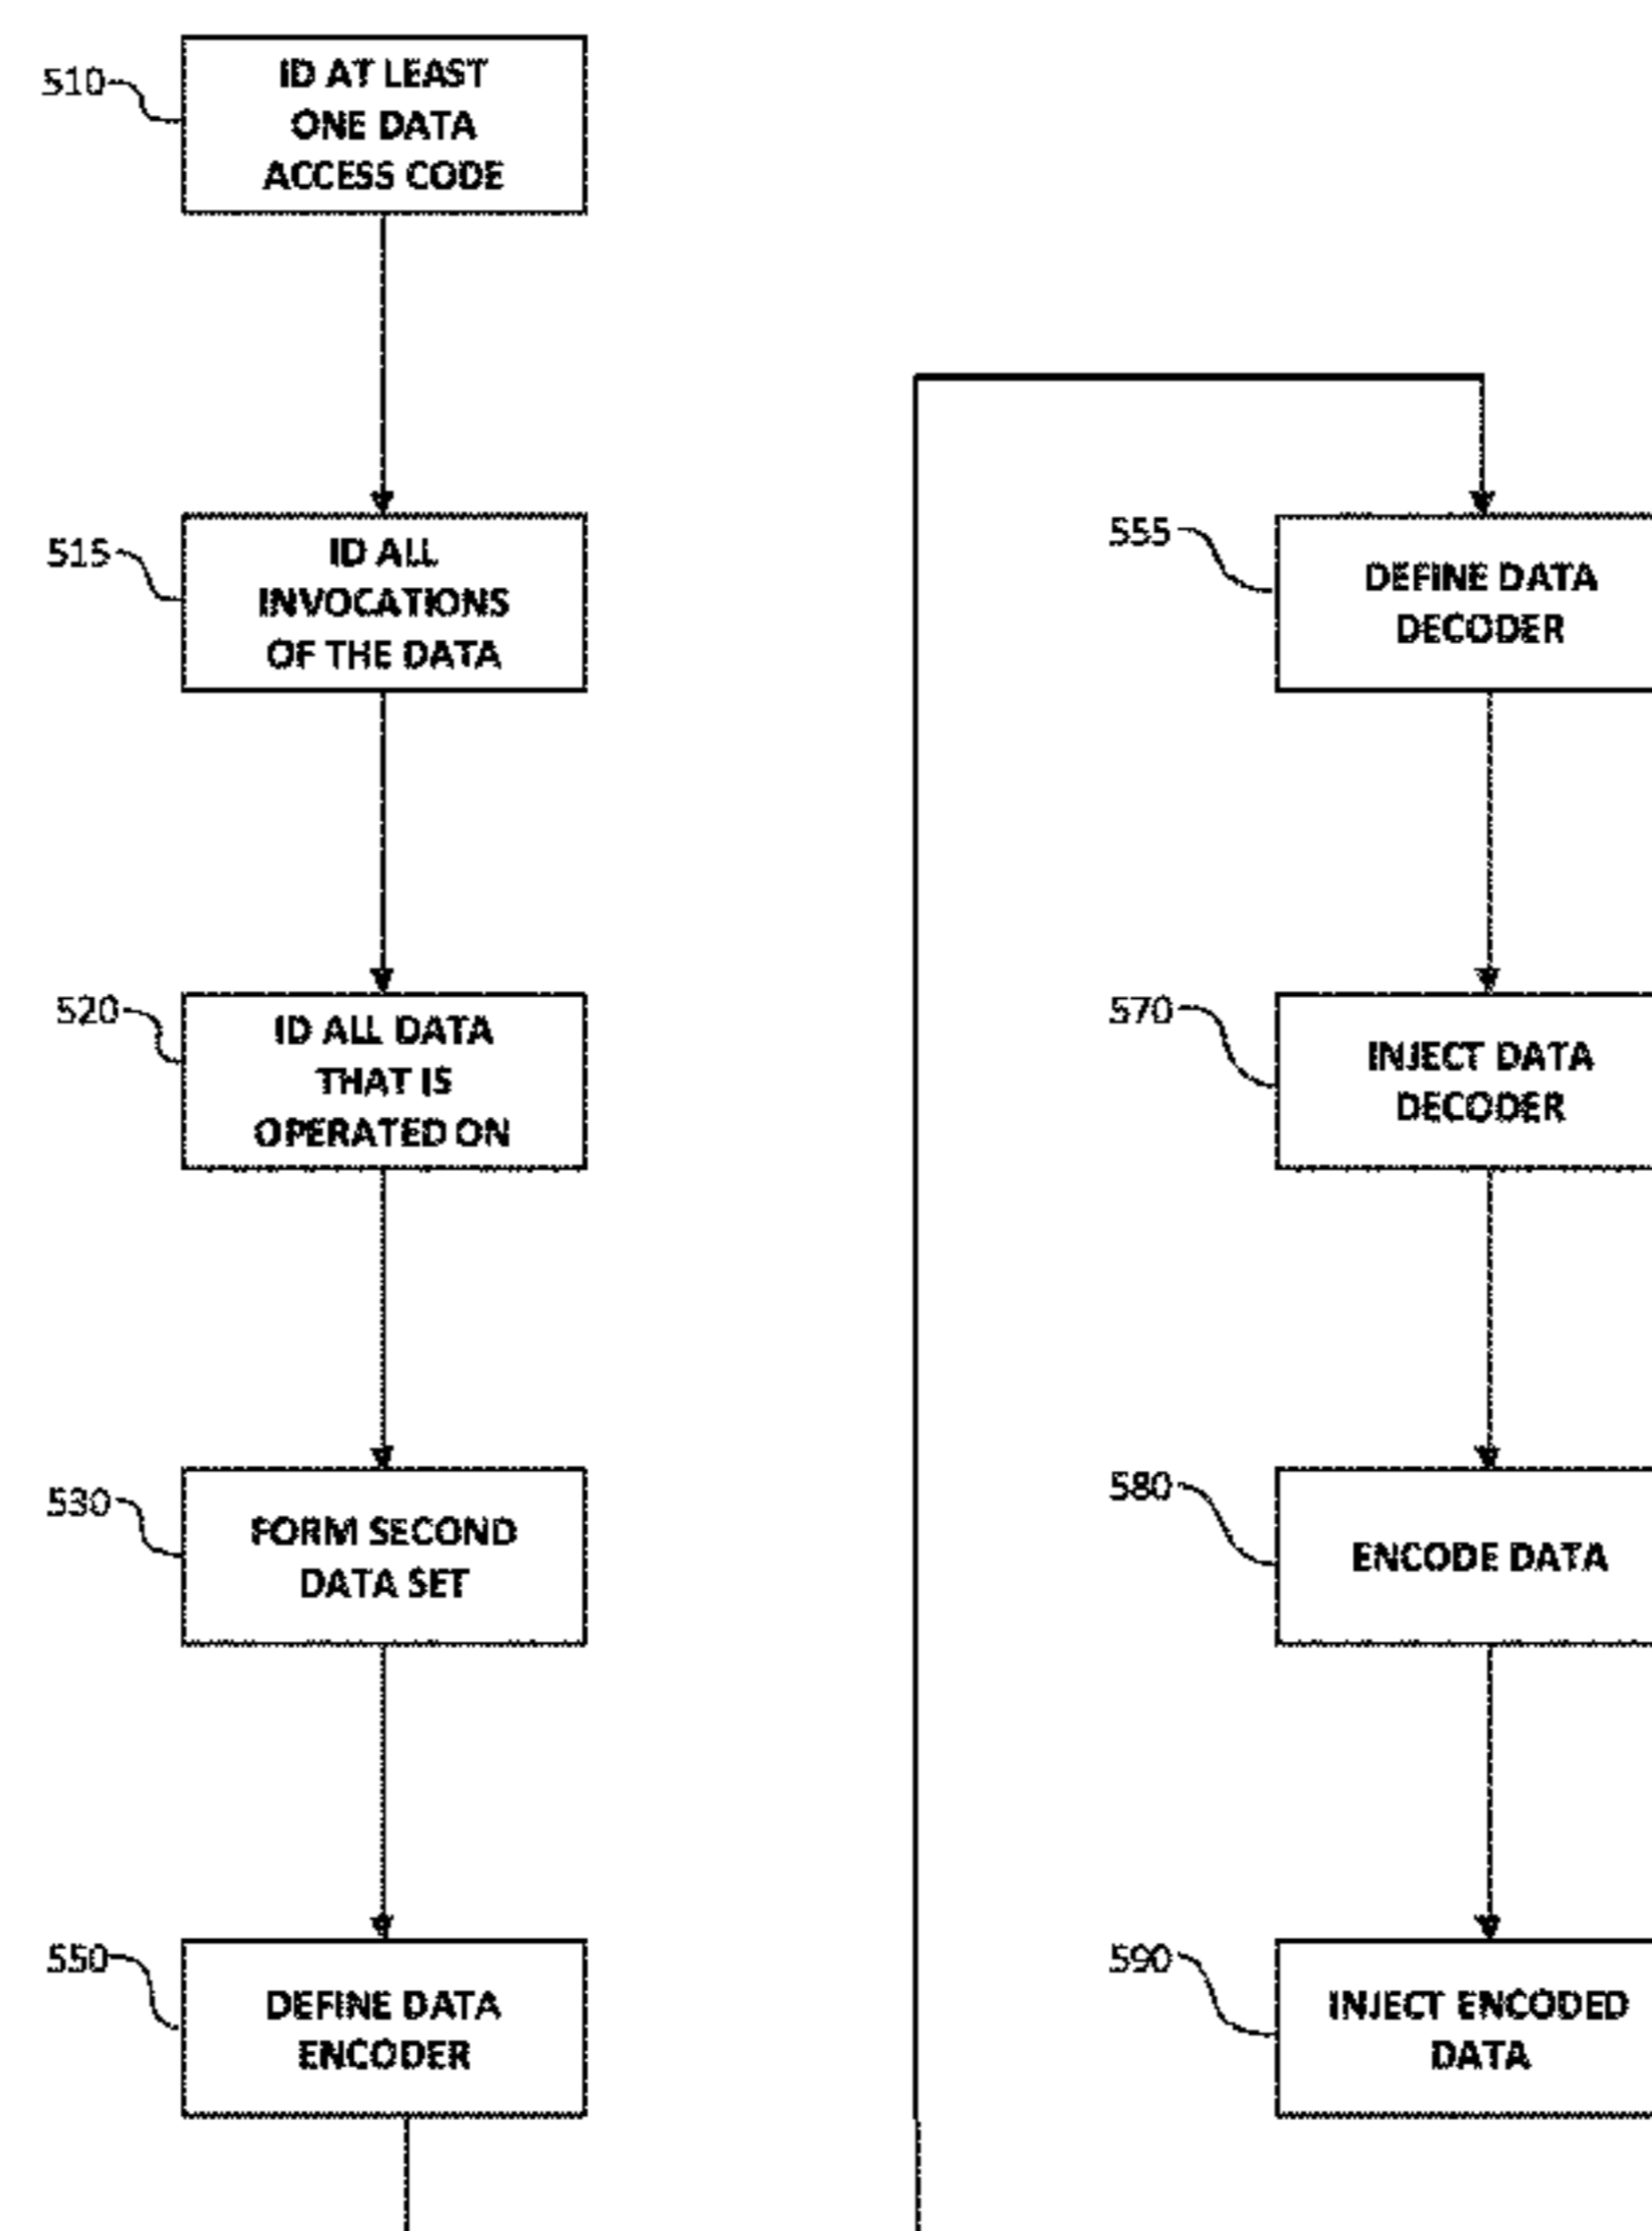 510
ID AT LEAST
ONE DATA
ACCESS CODE
515
ID ALL
INVOCATIONS
OF THE DATA
520
ID ALL DATA
THAT IS
OPERATED ON
530
FORM SECOND
DATA SET
550
DEFINE DATA
ENCODER
555
DEFINE DATA
DECODER
570
INJECT DATA
DECODER
580
ENCODE DATA
590
INJECT ENCODED
DATA